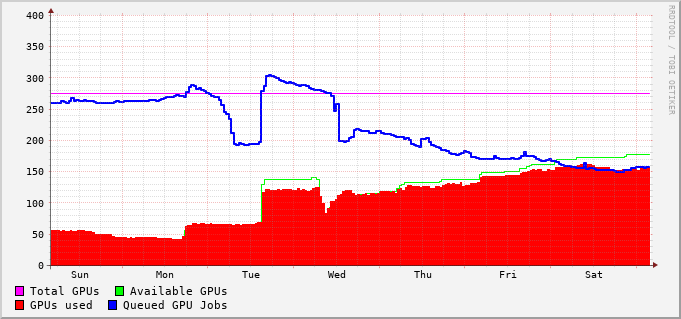 RRDTOOL / TOBI OETIKER
400
350
300
250
200
150
100
50
0
Sun Mon Tue Wed Thu Fri Sat
Total GPUs Available GPUs
GPUs used Queued GPU Jobs